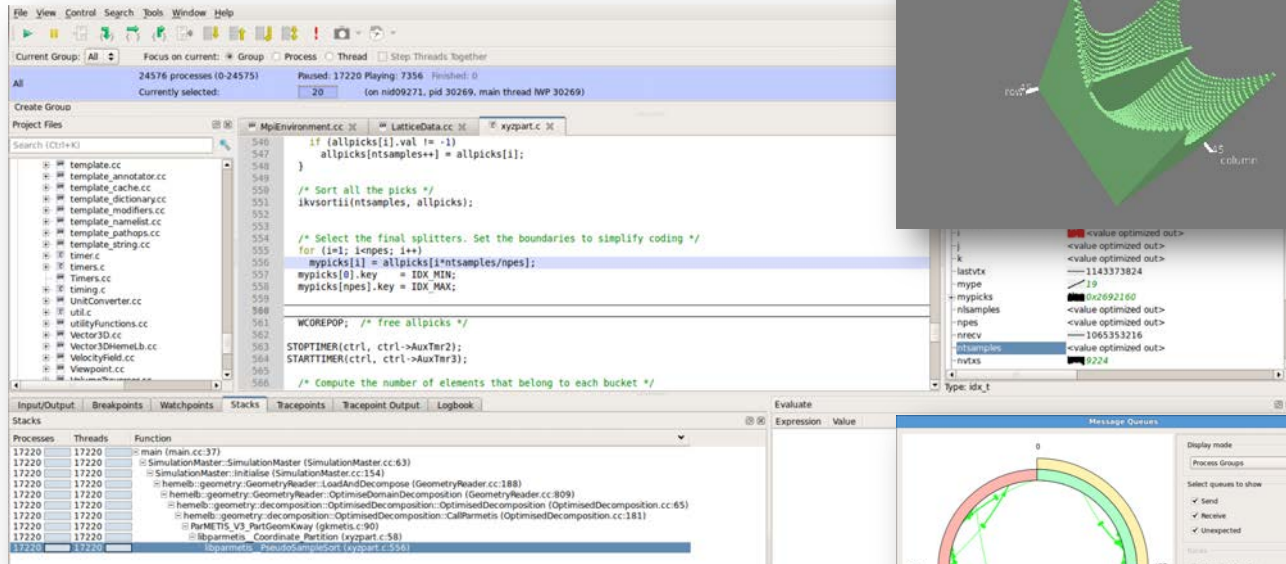 File View Control Search Tools Window Help
Current Group: All Focus on current: Group Process Thread Step Threads Together
All
24576 processes (0-24575) Paused: 17220 Playing: 7356 Finished: 0
Currently selected: 20 (on nid09271, pid 30269, main thread lWP 30269)
Create Group
Project Files
Search (Ctrl+K)
template.cc
template_annotator.cc
template_cache.cc
template_dictionary.cc
template_modifiers.cc
template_namelist.cc
template_pathops.cc
template_string.cc
timer.c
timers.c
Timers.cc
timing.c
UnitConverter.cc
util.c
utilityFunctions.cc
Vector3D.cc
Vector3DHemeLb.cc
VelocityField.cc
Viewpoint.cc
MpiEnvironment.cc LatticeData.cc xyzpart.c
546 if (allpicks[i].val != -1)
547 allpicks[ntsamples++] = allpicks[i];
548 }
549
550 /* Sort all the picks */
551 ikvsortii(ntsamples, allpicks);
552
553
554 /* Select the final splitters. Set the boundaries to simplify coding */
555 for (i=1; i<npes; i++)
556 mypicks[i] = allpicks[i*ntsamples/npes];
557 mypicks[0].key = IDX_MIN;
558 mypicks[npes].key = IDX_MAX;
559
560
561 WCOREPOP; /* free allpicks */
562
563 STOPTIMER(ctrl, ctrl->AuxTmr2);
564 STARTTIMER(ctrl, ctrl->AuxTmr3);
565
566 /* Compute the number of elements that belong to each bucket */
row
45
column
i <value optimized out>
j <value optimized out>
k <value optimized out>
lastvtx 1143373824
mype 19
mypicks 0x2692160
nlsamples <value optimized out>
npes <value optimized out>
nrecv 1065353216
ntsamples <value optimized out>
nvtxs 9224
Type: idx_t
Input/Output Breakpoints Watchpoints Stacks Tracepoints Tracepoint Output Logbook
Stacks
Processes Threads Function
17220 17220 main (main.cc:37)
17220 17220 SimulationMaster::SimulationMaster (SimulationMaster.cc:63)
17220 17220 SimulationMaster::Initialise (SimulationMaster.cc:154)
17220 17220 hemelb::geometry::GeometryReader::LoadAndDecompose (GeometryReader.cc:188)
17220 17220 hemelb::geometry::GeometryReader::OptimiseDomainDecomposition (GeometryReader.cc:809)
17220 17220 hemelb::geometry::decomposition::OptimisedDecomposition::OptimisedDecomposition (OptimisedDecomposition.cc:65)
17220 17220 hemelb::geometry::decomposition::OptimisedDecomposition::CallParmetis (OptimisedDecomposition.cc:181)
17220 17220 ParMETIS_V3_PartGeomKway (gkmetis.c:90)
17220 17220 libparmetis__Coordinate_Partition (xyzpart.c:58)
17220 17220 libparmetis__PseudoSampleSort (xyzpart.c:556)
Evaluate
Expression Value
Message Queues
0
Display mode
Process Groups
Select queues to show
Send
Receive
Unexpected